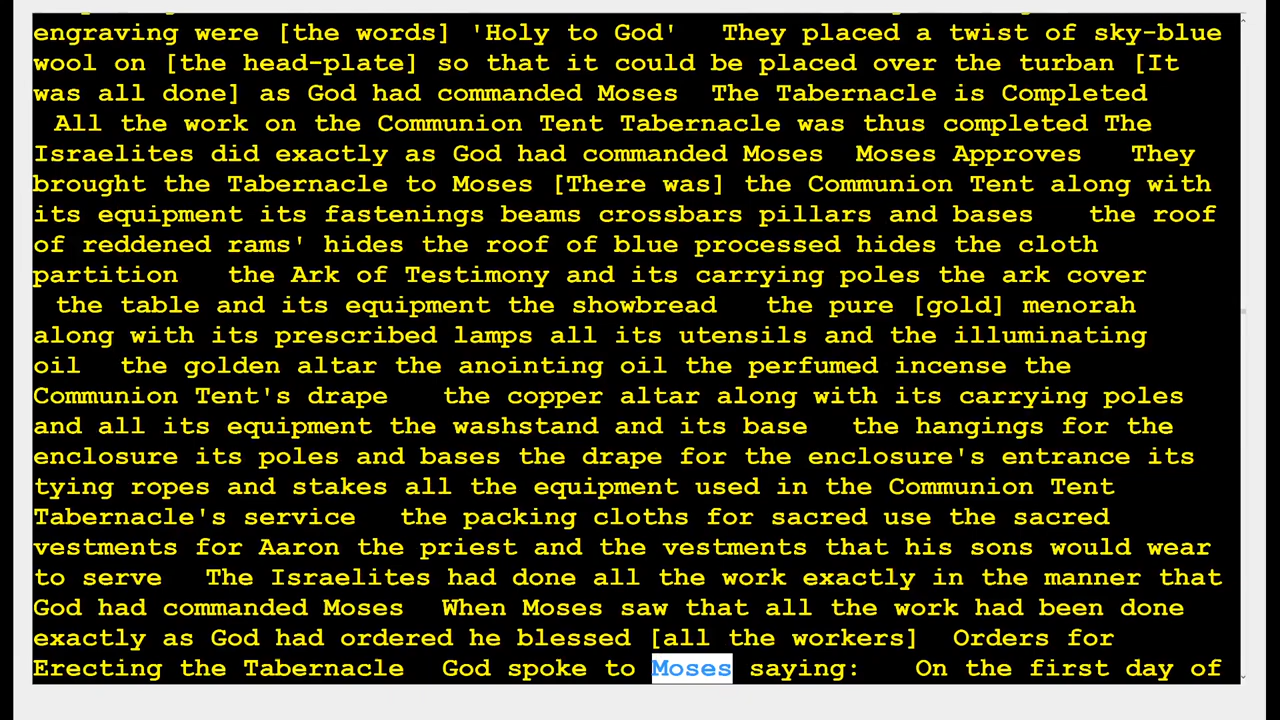 engraving were [the words] 'Holy to God' They placed a twist of sky-blue
wool on [the head-plate] so that it could be placed over the turban [It
was all done] as God had commanded Moses The Tabernacle is Completed
All the work on the Communion Tent Tabernacle was thus completed The
Israelites did exactly as God had commanded Moses Moses Approves They
brought the Tabernacle to Moses [There was] the Communion Tent along with
its equipment its fastenings beams crossbars pillars and bases the roof
of reddened rams' hides the roof of blue processed hides the cloth
partition the Ark of Testimony and its carrying poles the ark cover
the table and its equipment the showbread the pure [gold] menorah
along with its prescribed lamps all its utensils and the illuminating
oil the golden altar the anointing oil the perfumed incense the
Communion Tent's drape the copper altar along with its carrying poles
and all its equipment the washstand and its base the hangings for the
enclosure its poles and bases the drape for the enclosure's entrance its
tying ropes and stakes all the equipment used in the Communion Tent
Tabernacle's service the packing cloths for sacred use the sacred
vestments for Aaron the priest and the vestments that his sons would wear
to serve The Israelites had done all the work exactly in the manner that
God had commanded Moses When Moses saw that all the work had been done
exactly as God had ordered he blessed [all the workers] Orders for
Erecting the Tabernacle God spoke to Moses saying: On the first day of